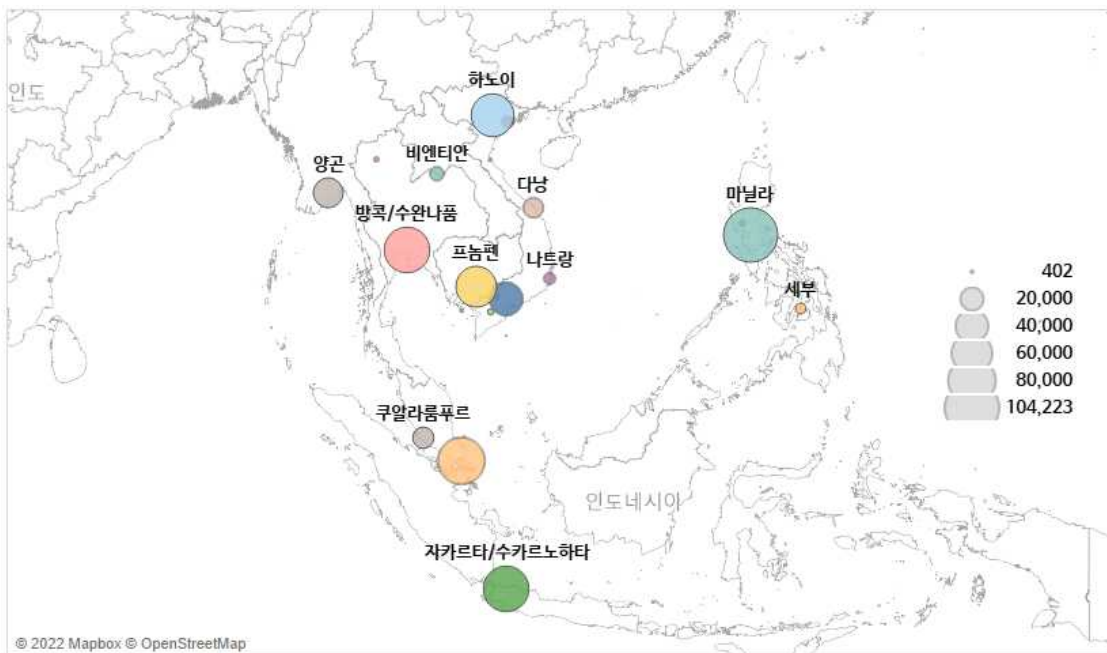 하노이
인도
비엔티안
양곤
다낭
마닐라
방콕/수완나품
프놈펜
나트랑
402
세부
20,000
40,000
60,000
80,000
104,223
쿠알라룸푸르
인도네시아
자카르타/수카르노하타
© 2022 Mapbox © OpenStreetMap